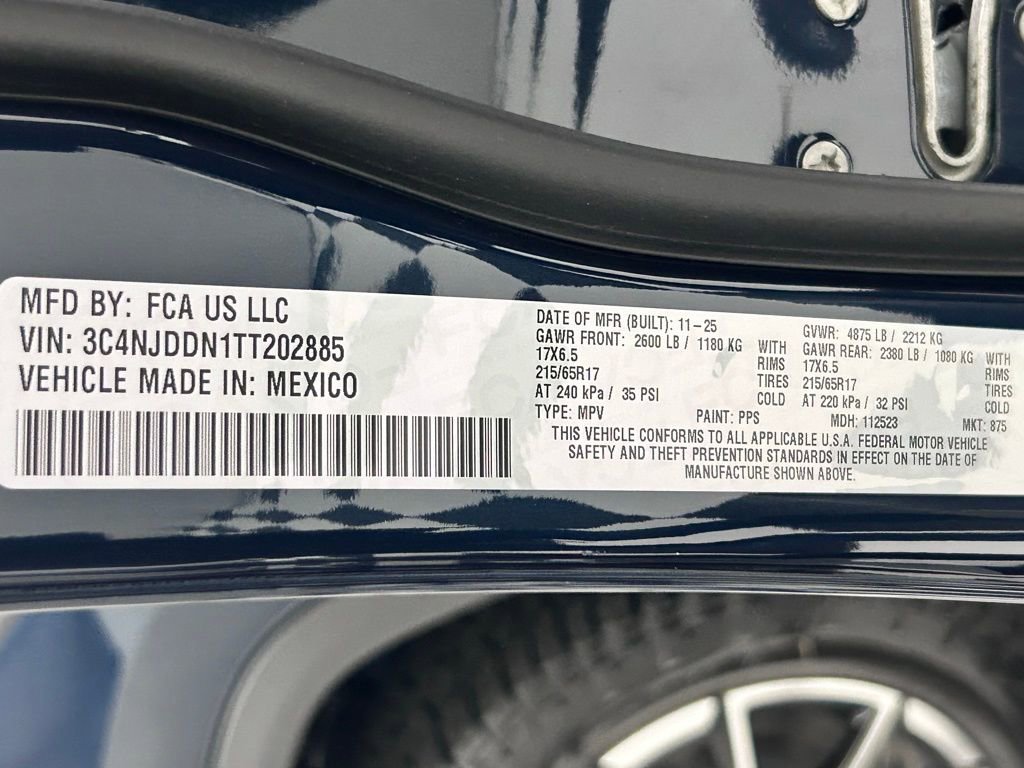 MFD BY: FCA US LLC
VIN: 3C4NJDDN1TT202885
VEHICLE MADE IN: MEXICO
DATE OF MFR (BUILT): 11-25
GAWR FRONT: 2600 LB / 1180 KG WITH
17X6.5 RIMS
215/65R17 TIRES
AT 240 kPa / 35 PSI COLD
GVWR: 4875 LB / 2212 KG
GAWR REAR: 2380 LB / 1080 KG WITH
17X6.5 RIMS
215/65R17 TIRES
AT 220 kPa / 32 PSI COLD
TYPE: MPV PAINT: PPS MDH: 112523 MKT: 875
THIS VEHICLE CONFORMS TO ALL APPLICABLE U.S.A. FEDERAL MOTOR VEHICLE
SAFETY AND THEFT PREVENTION STANDARDS IN EFFECT ON THE DATE OF
MANUFACTURE SHOWN ABOVE.